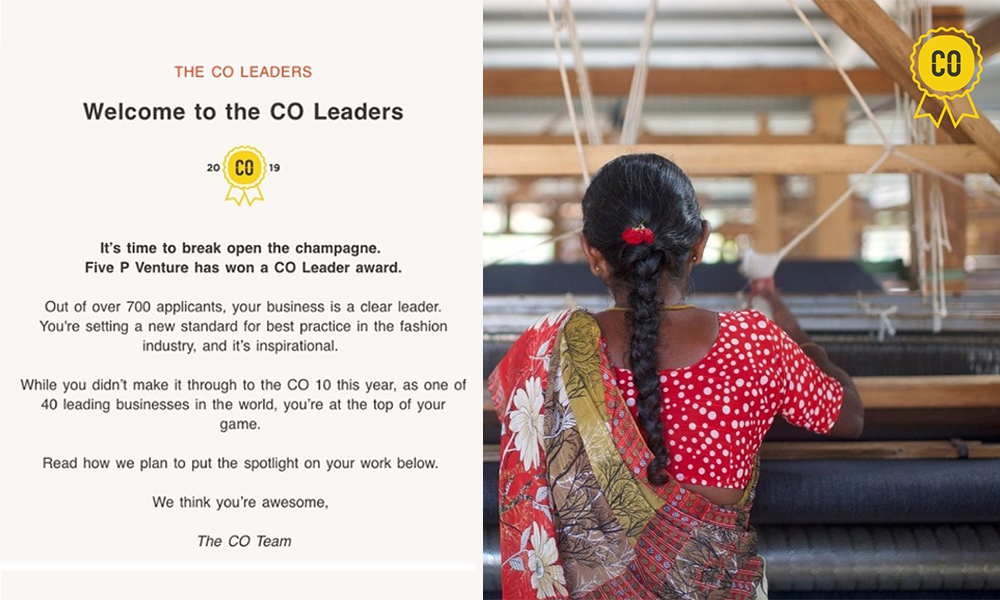 THE CO LEADERS
Welcome to the CO Leaders
20 CO 19
It's time to break open the champagne.
Five P Venture has won a CO Leader award.
Out of over 700 applicants, your business is a clear leader.
You're setting a new standard for best practice in the fashion
industry, and it's inspirational.
While you didn't make it through to the CO 10 this year, as one of
40 leading businesses in the world, you're at the top of your
game.
Read how we plan to put the spotlight on your work below.
We think you're awesome,
The CO Team
CO